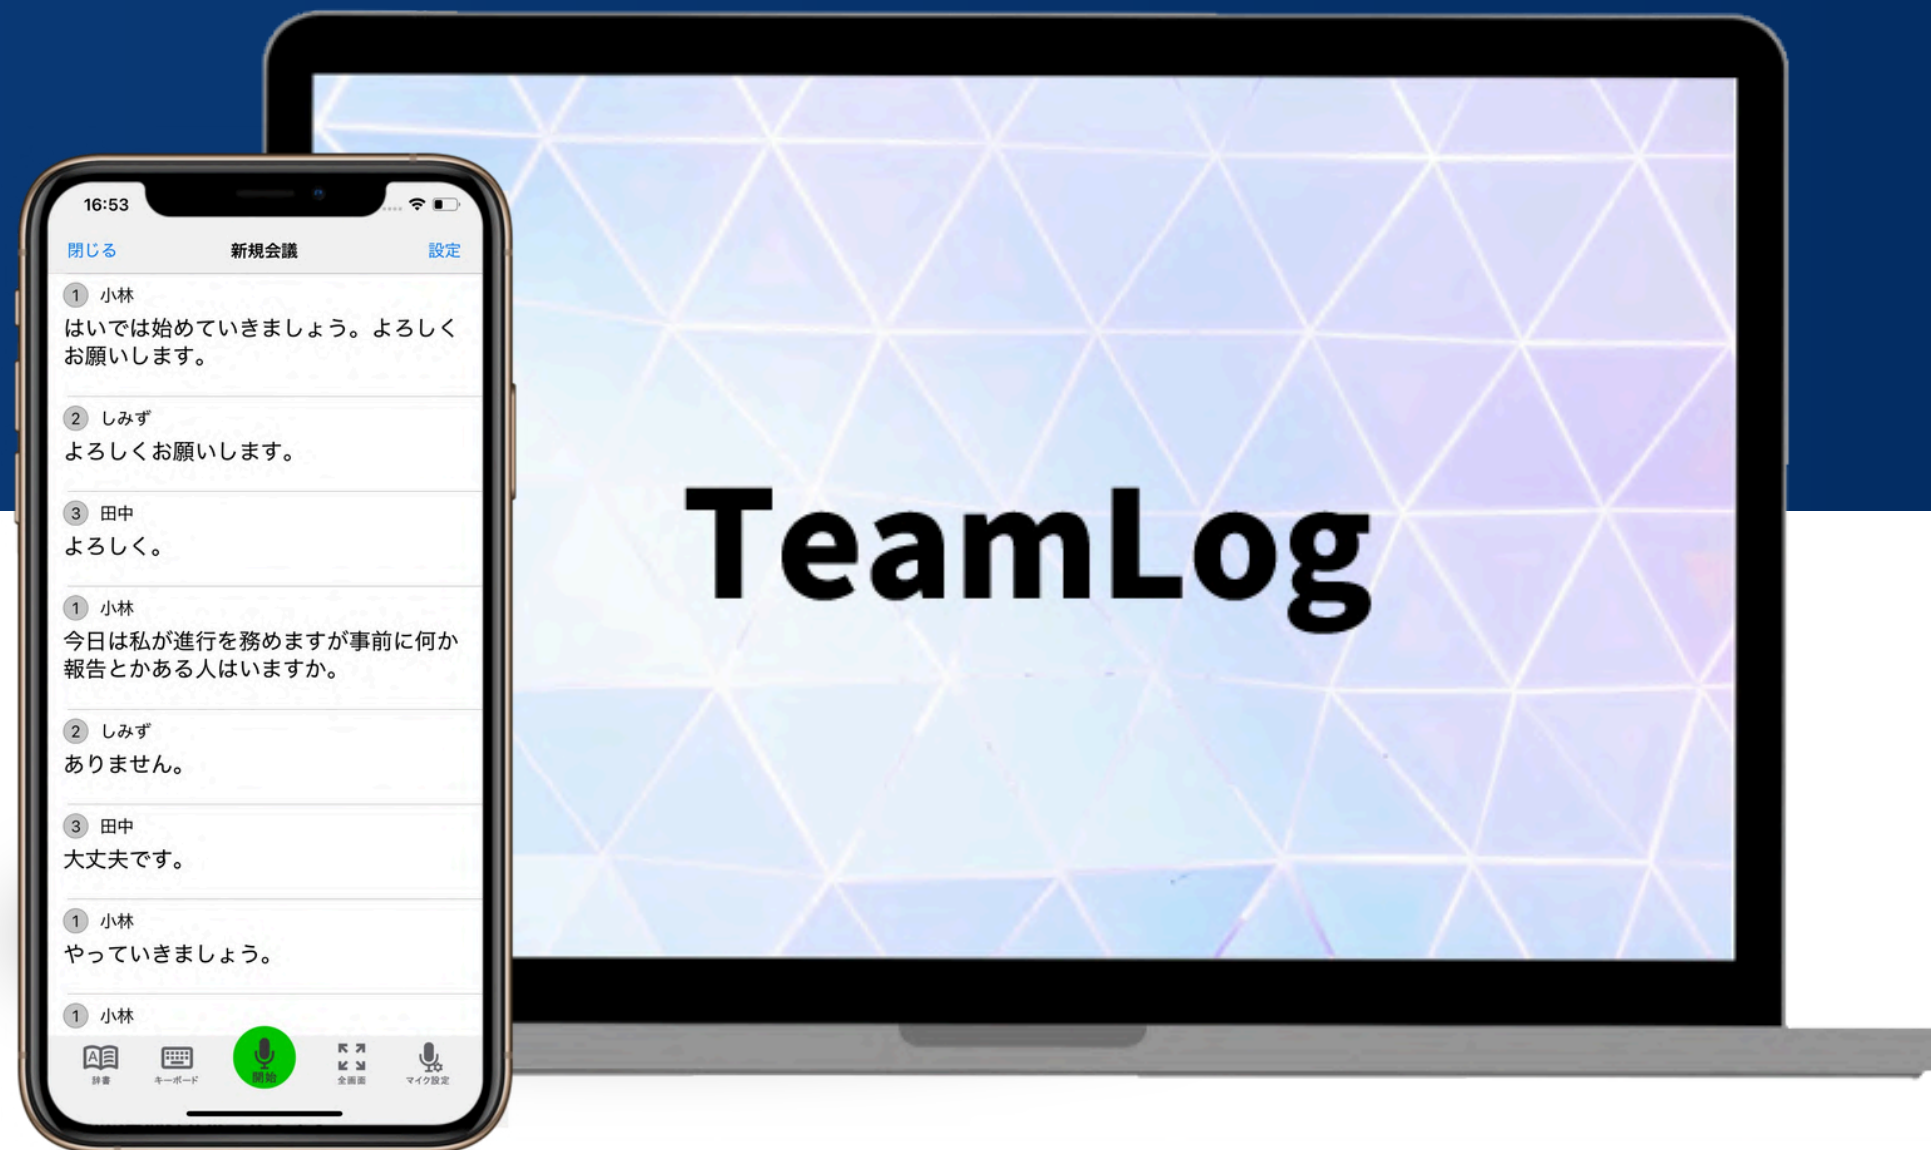 16:53
閉じる 新規会議 設定
1 小林
はいでは始めていきましょう。よろしく
お願いします。
2 しみず
よろしくお願いします。
3 田中
よろしく。
1 小林
今日は私が進行を務めますが事前に何か
報告とかある人はいますか。
2 しみず
ありません。
3 田中
大丈夫です。
1 小林
やっていきましょう。
1 小林
辞書 キーボード 開始 全画面 マイク設定
TeamLog